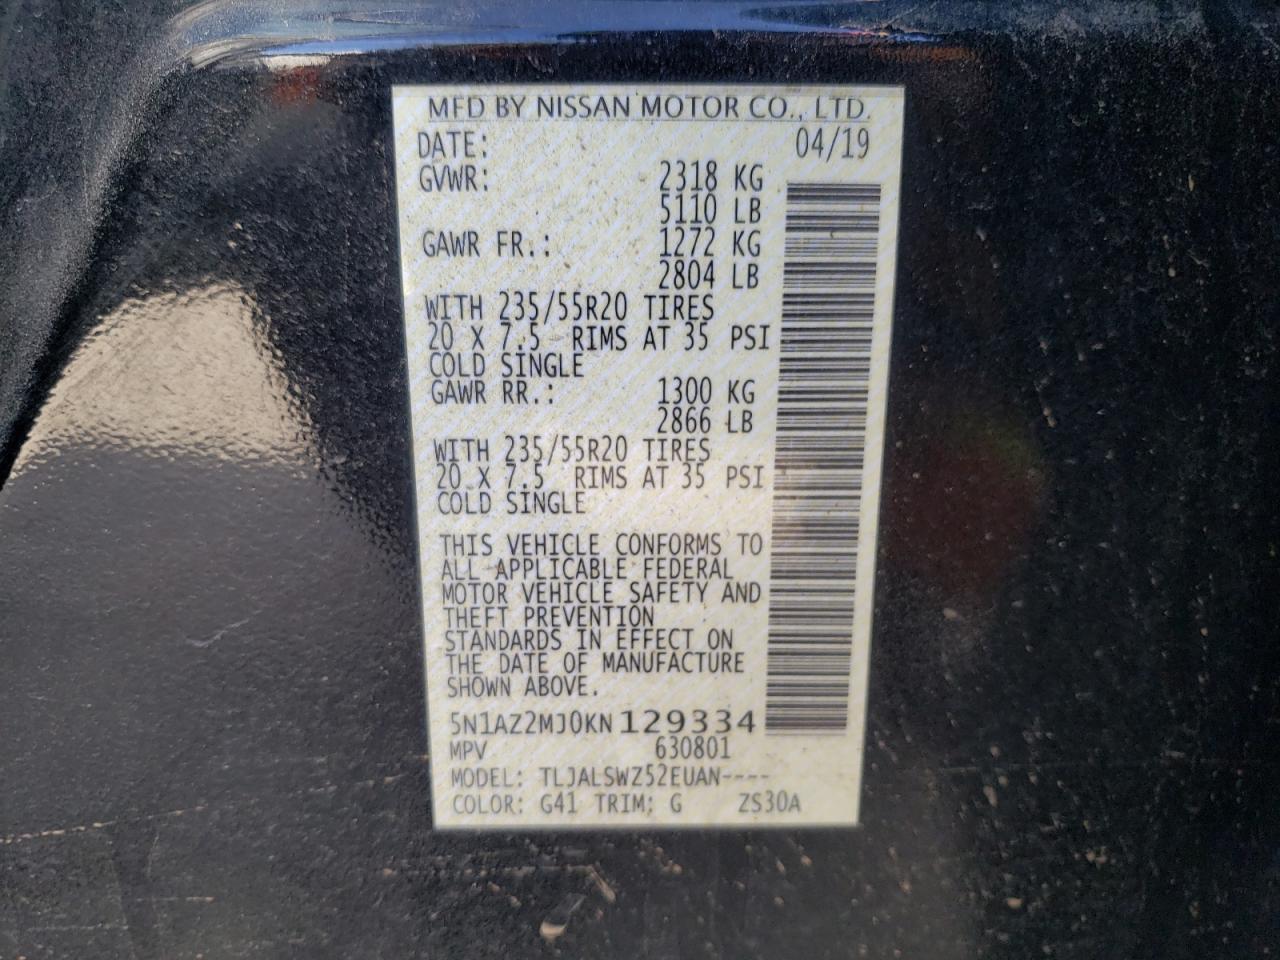 MFD BY NISSAN MOTOR CO., LTD.
DATE: 04/19
GVWR: 2318 KG
5110 LB
GAWR FR.: 1272 KG
2804 LB
WITH 235/55R20 TIRES
20 X 7.5 RIMS AT 35 PSI
COLD SINGLE
GAWR RR.: 1300 KG
2866 LB
WITH 235/55R20 TIRES
20 X 7.5 RIMS AT 35 PSI
COLD SINGLE
THIS VEHICLE CONFORMS TO
ALL APPLICABLE FEDERAL
MOTOR VEHICLE SAFETY AND
THEFT PREVENTION
STANDARDS IN EFFECT ON
THE DATE OF MANUFACTURE
SHOWN ABOVE.
5N1AZ2MJ0KN 129334
MPV 630801
MODEL: TLJALSWZ52EUAN----
COLOR: G41 TRIM: G ZS30A